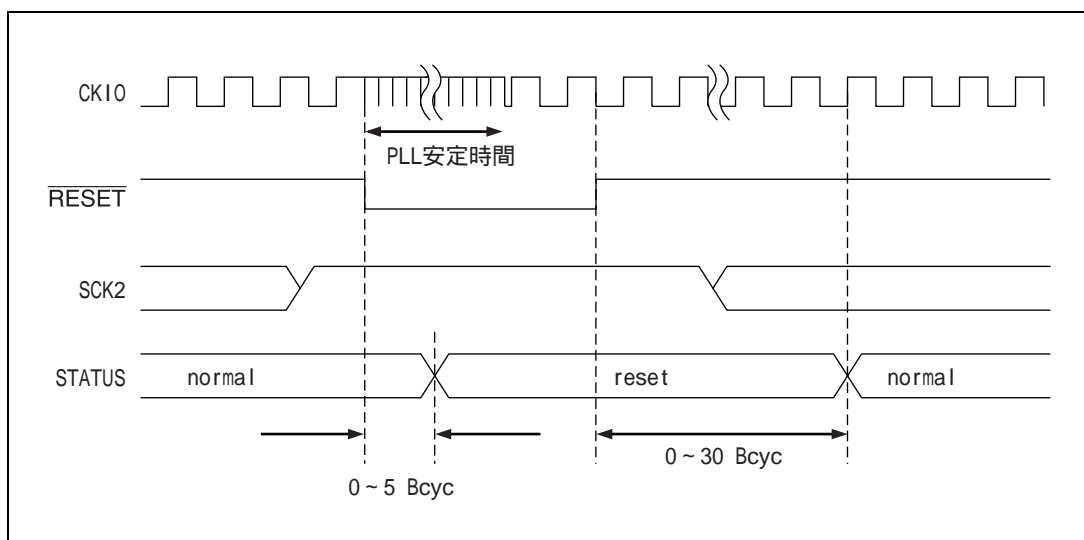 CKIO
PLL安定時間
RESET
SCK2
STATUS
normal
reset
normal
0~5 Bcyc
0~30 Bcyc